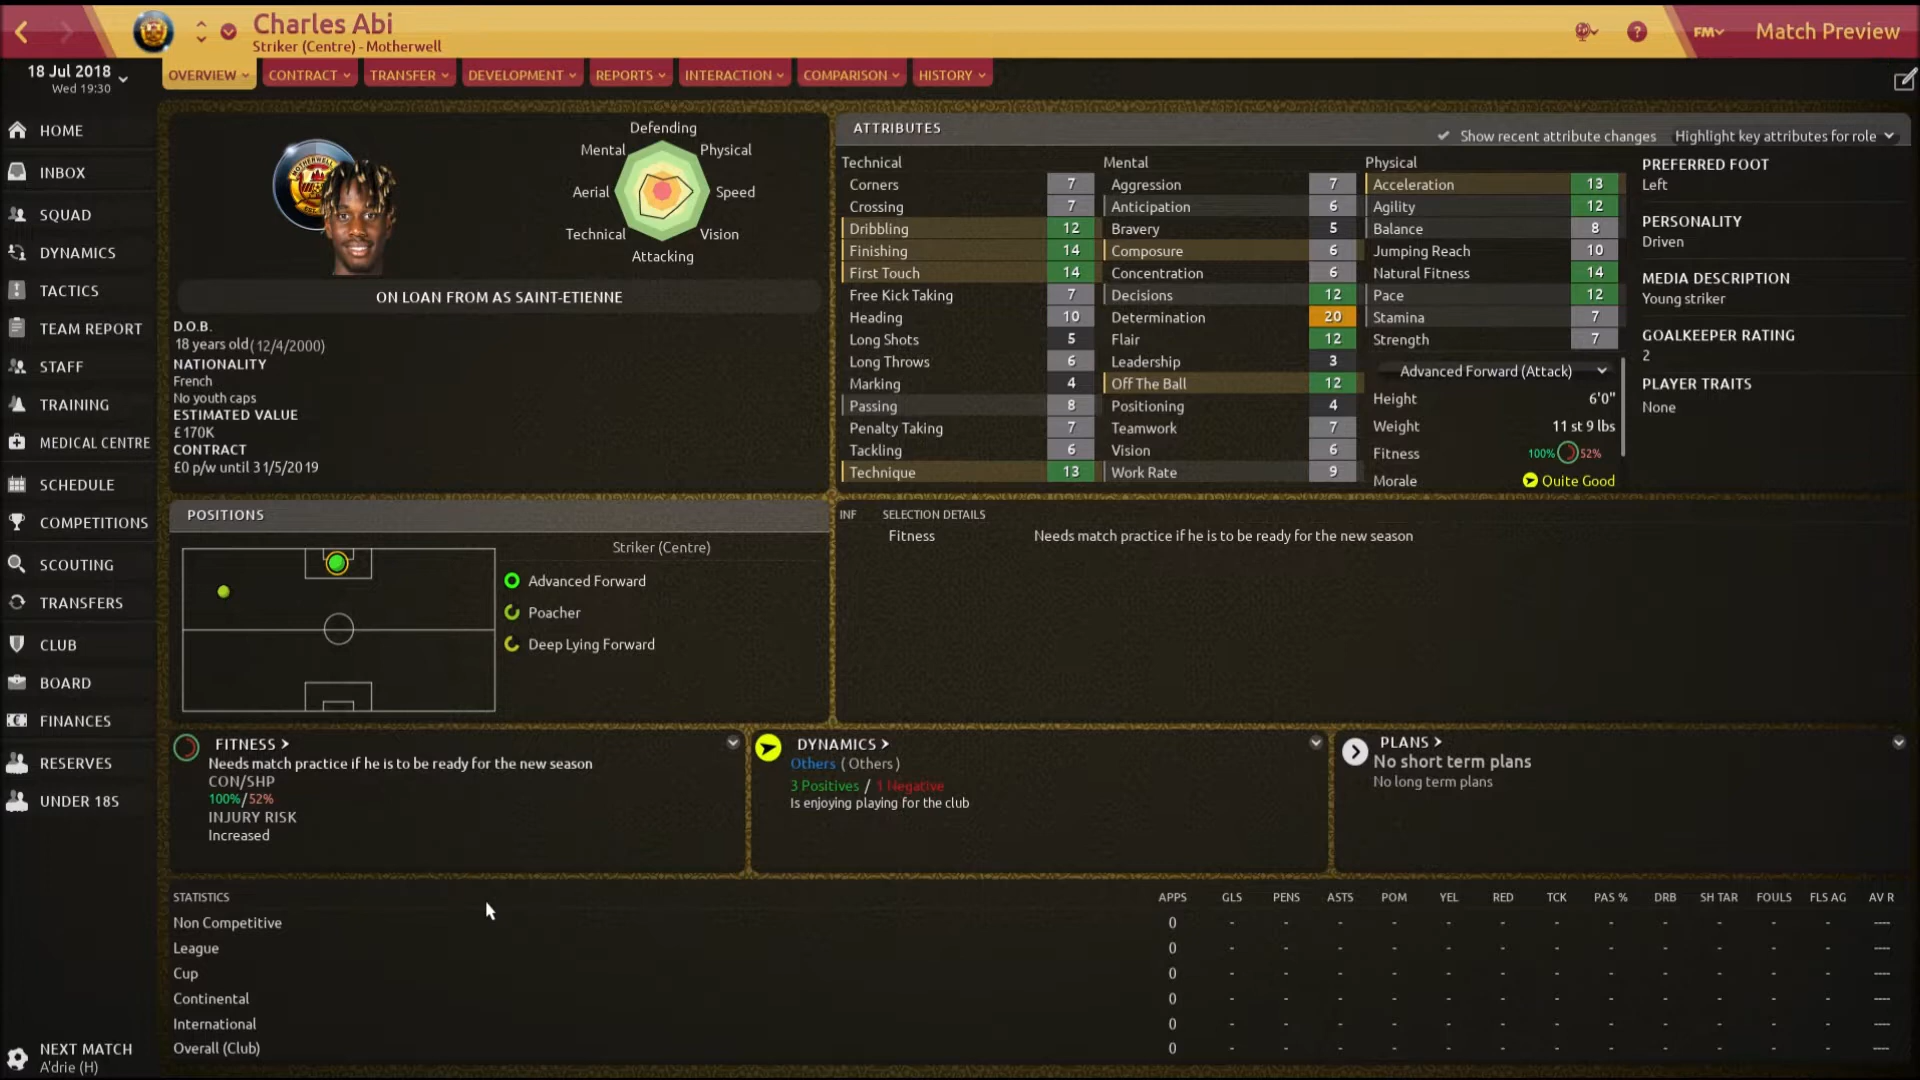 Charles Abi
Striker (Centre) - Motherwell
FM
Match Preview
18 Jul 2018
Wed 19:30
OVERVIEW
CONTRACT
TRANSFER
DEVELOPMENT
REPORTS
INTERACTION
COMPARISON
HISTORY
HOME
INBOX
SQUAD
DYNAMICS
TACTICS
TEAM REPORT
STAFF
TRAINING
MEDICAL CENTRE
SCHEDULE
COMPETITIONS
SCOUTING
TRANSFERS
CLUB
BOARD
FINANCES
RESERVES
UNDER 18S
NEXT MATCH
A'drie (H)
MOTHERWELL
Defending
Mental Physical
Aerial Speed
Technical Vision
Attacking
ON LOAN FROM AS SAINT-ETIENNE
D.O.B.
18 years old (12/4/2000)
NATIONALITY
French
No youth caps
ESTIMATED VALUE
£170K
CONTRACT
£0 p/w until 31/5/2019
ATTRIBUTES
Show recent attribute changes
Highlight key attributes for role
Technical
Corners 7
Crossing 7
Dribbling 12
Finishing 14
First Touch 14
Free Kick Taking 7
Heading 10
Long Shots 5
Long Throws 6
Marking 4
Passing 8
Penalty Taking 7
Tackling 6
Technique 13
Mental
Aggression 7
Anticipation 6
Bravery 5
Composure 6
Concentration 6
Decisions 12
Determination 20
Flair 12
Leadership 3
Off The Ball 12
Positioning 4
Teamwork 7
Vision 6
Work Rate 9
Physical
Acceleration 13
Agility 12
Balance 8
Jumping Reach 10
Natural Fitness 14
Pace 12
Stamina 7
Strength 7
Advanced Forward (Attack)
Height 6'0"
Weight 11 st 9 lbs
Fitness 100% 52%
Morale Quite Good
PREFERRED FOOT
Left
PERSONALITY
Driven
MEDIA DESCRIPTION
Young striker
GOALKEEPER RATING
2
PLAYER TRAITS
None
POSITIONS
Striker (Centre)
Advanced Forward
Poacher
Deep Lying Forward
INF SELECTION DETAILS
Fitness Needs match practice if he is to be ready for the new season
FITNESS >
Needs match practice if he is to be ready for the new season
CON/SHP
100%/52%
INJURY RISK
Increased
DYNAMICS >
Others (Others)
3 Positives / 1 Negative
Is enjoying playing for the club
PLANS >
No short term plans
No long term plans
STATISTICS APPS GLS PENS ASTS POM YEL RED TCK PAS % DRB SH TAR FOULS FLS AG AV R
Non Competitive 0 - - - - - - - - - - - - ----
League 0 - - - - - - - - - - - - ----
Cup 0 - - - - - - - - - - - - ----
Continental 0 - - - - - - - - - - - - ----
International 0 - - - - - - - - - - - - ----
Overall (Club) 0 - - - - - - - - - - - - ----